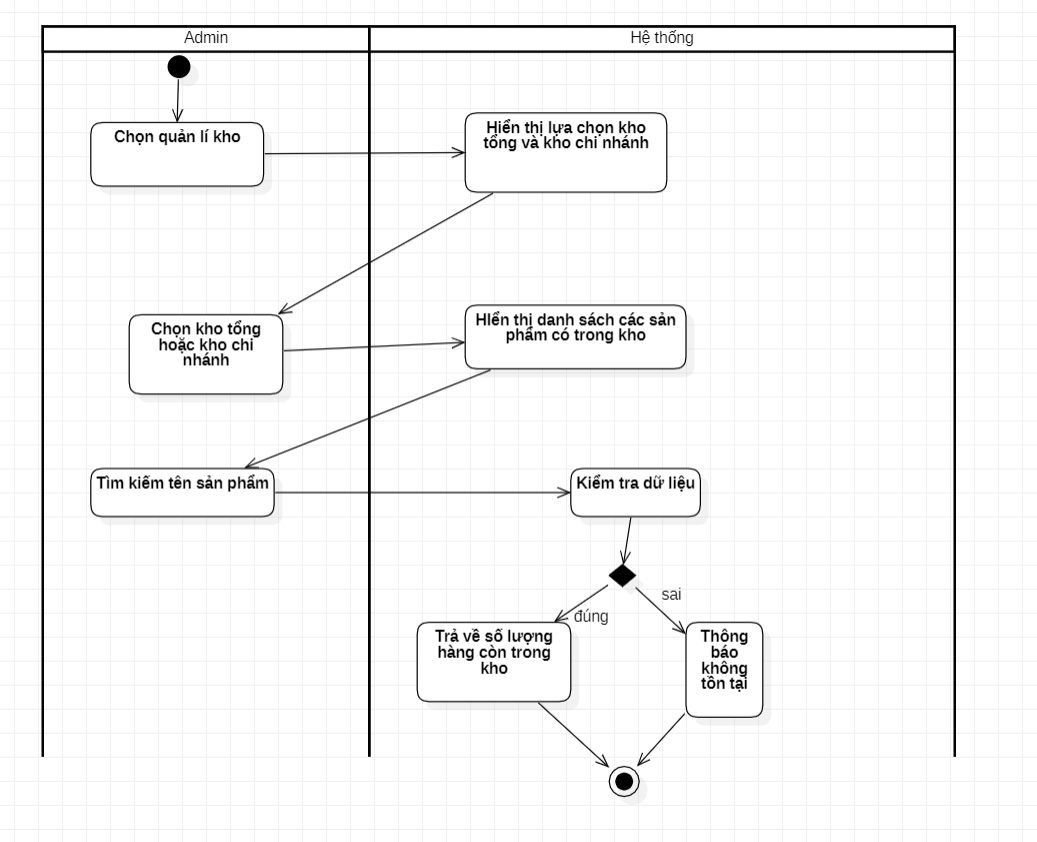 Admin
Hệ thống
Chọn quản lí kho
Hiển thị lựa chọn kho
tổng và kho chi nhánh
Chọn kho tổng
hoặc kho chi
nhánh
HIển thị danh sách các sản
phẩm có trong kho
Tìm kiếm tên sản phẩm
Kiểm tra dữ liệu
sai
đúng
Trả về số lượng
hàng còn trong
kho
Thông
báo
không
tồn tại